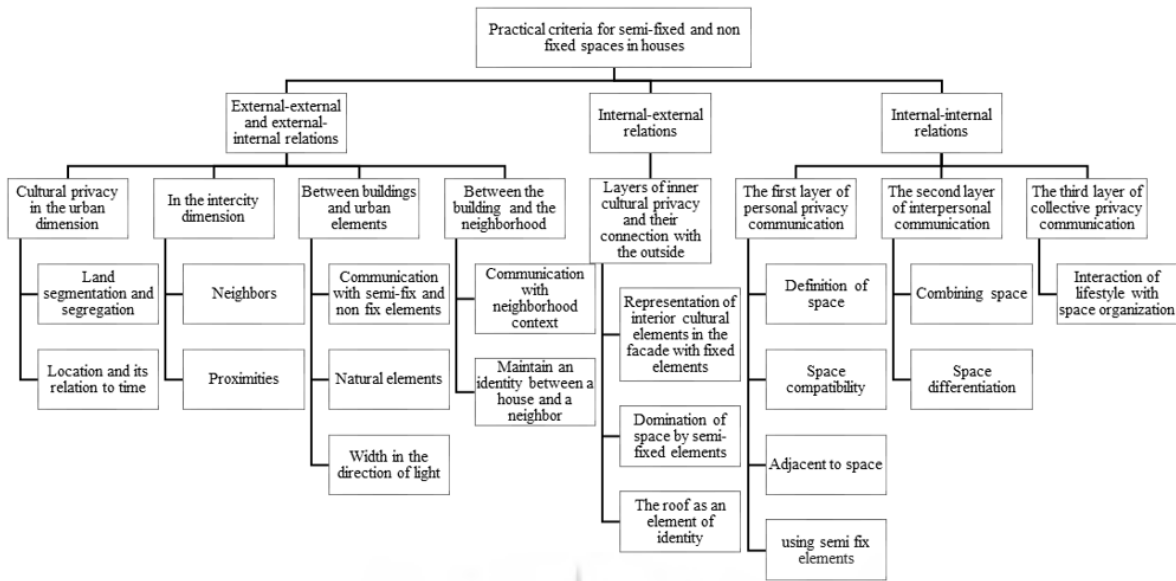 Practical criteria for semi-fixed and non
fixed spaces in houses
External-external
and external-
internal relations
Internal-external
relations
Internal-internal
relations
Cultural privacy
in the urban
dimension
In the intercity
dimension
Between buildings
and urban
elements
Between the
building and the
neighborhood
Layers of inner
cultural privacy
and their
connection with
the outside
The first layer of
personal privacy
communication
The second layer
of interpersonal
communication
The third layer of
collective privacy
communication
Land
segmentation and
segregation
Neighbors
Communication
with semi-fix and
non fix elements
Communication
with
neighborhood
context
Representation of
interior cultural
elements in the
facade with fixed
elements
Definition of
space
Combining space
Interaction of
lifestyle with
space organization
Location and its
relation to time
Proximities
Natural elements
Maintain an
identity between a
house and a
neighbor
Domination of
space by semi-
fixed elements
Space
compatibility
Space
differentiation
Width in the
direction of light
The roof as an
element of
identity
Adjacent to space
using semi fix
elements